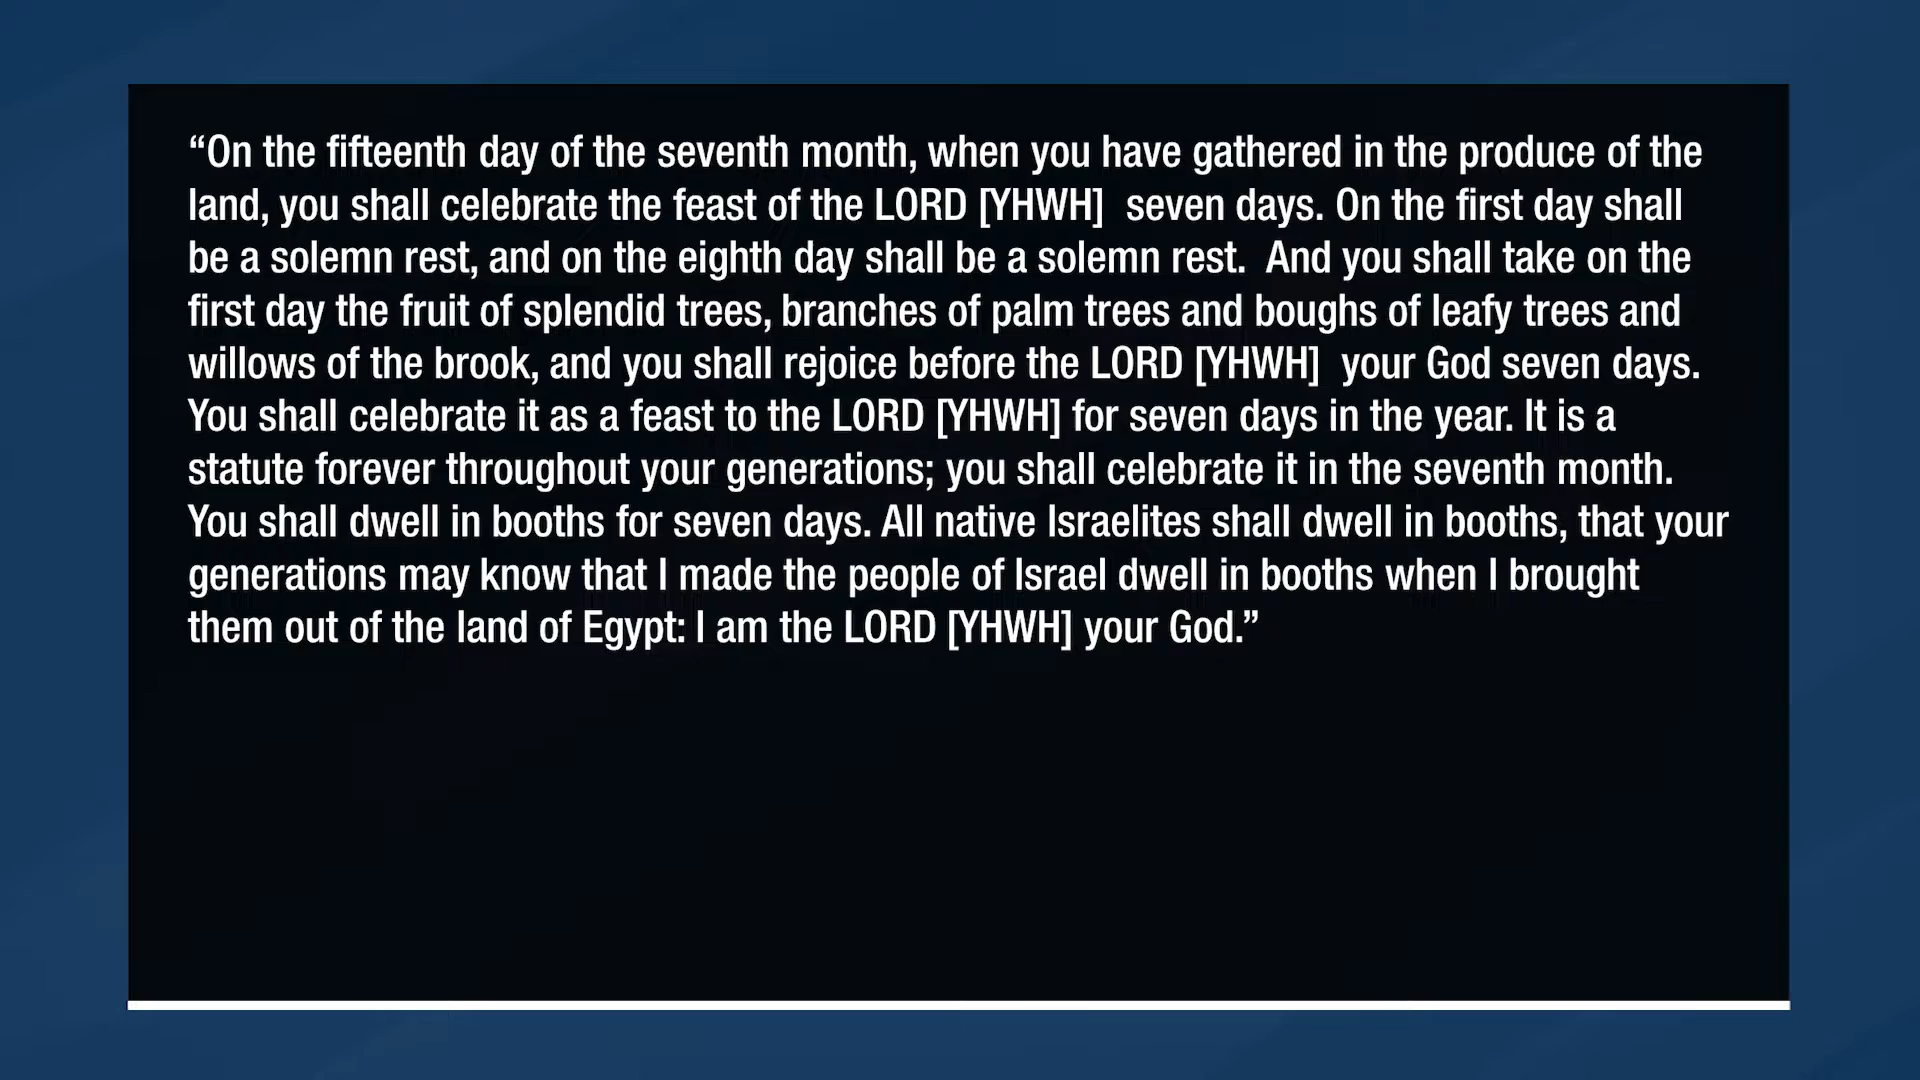 “On the fifteenth day of the seventh month, when you have gathered in the produce of the
land, you shall celebrate the feast of the LORD [YHWH]  seven days. On the first day shall
be a solemn rest, and on the eighth day shall be a solemn rest.  And you shall take on the
first day the fruit of splendid trees, branches of palm trees and boughs of leafy trees and
willows of the brook, and you shall rejoice before the LORD [YHWH]  your God seven days.
You shall celebrate it as a feast to the LORD [YHWH] for seven days in the year. It is a
statute forever throughout your generations; you shall celebrate it in the seventh month.
You shall dwell in booths for seven days. All native Israelites shall dwell in booths, that your
generations may know that I made the people of Israel dwell in booths when I brought
them out of the land of Egypt: I am the LORD [YHWH] your God.”